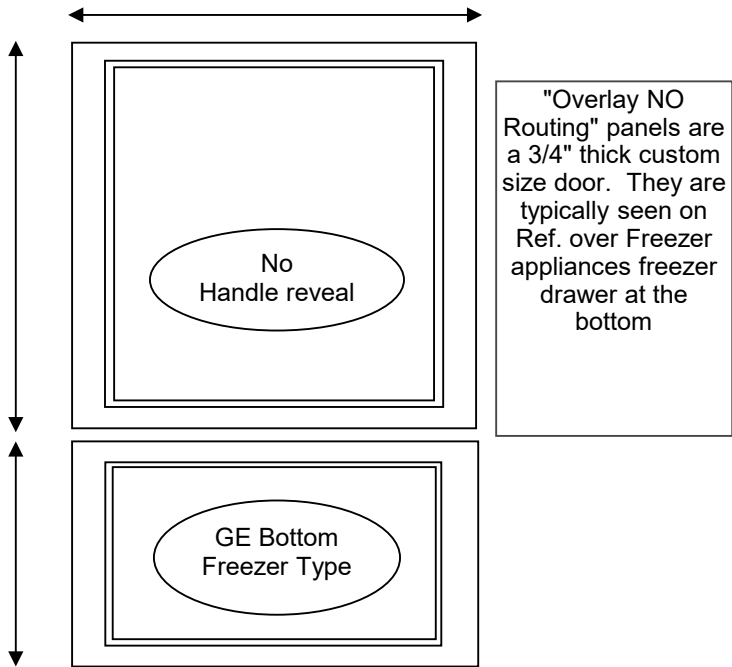 "Overlay NO
Routing" panels are
a 3/4" thick custom
size door.  They are
typically seen on
Ref. over Freezer
appliances freezer
drawer at the
bottom
No
Handle reveal
GE Bottom
Freezer Type